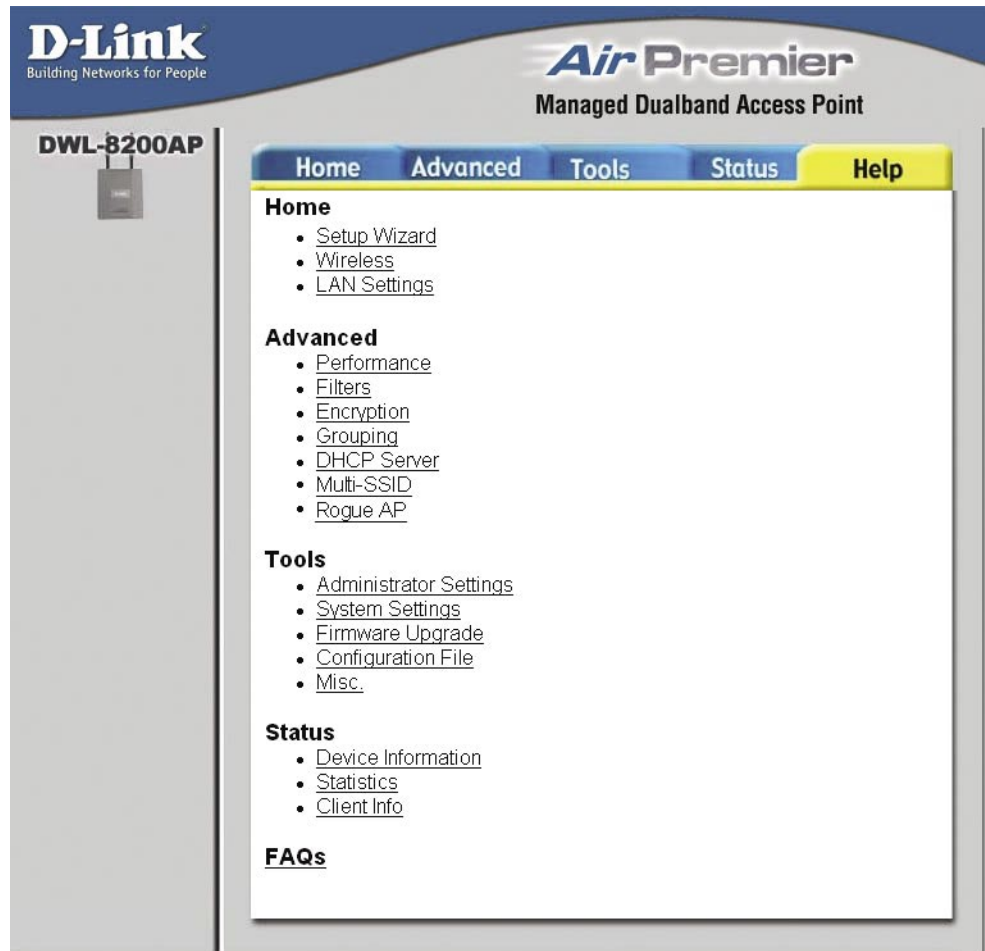 D-Link
Building Networks for People
Air Premier
Managed Dualband Access Point
DWL-8200AP
Home Advanced Tools Status Help
Home
• Setup Wizard
• Wireless
• LAN Settings
Advanced
• Performance
• Filters
• Encryption
• Grouping
• DHCP Server
• Multi-SSID
• Rogue AP
Tools
• Administrator Settings
• System Settings
• Firmware Upgrade
• Configuration File
• Misc.
Status
• Device Information
• Statistics
• Client Info
FAQs